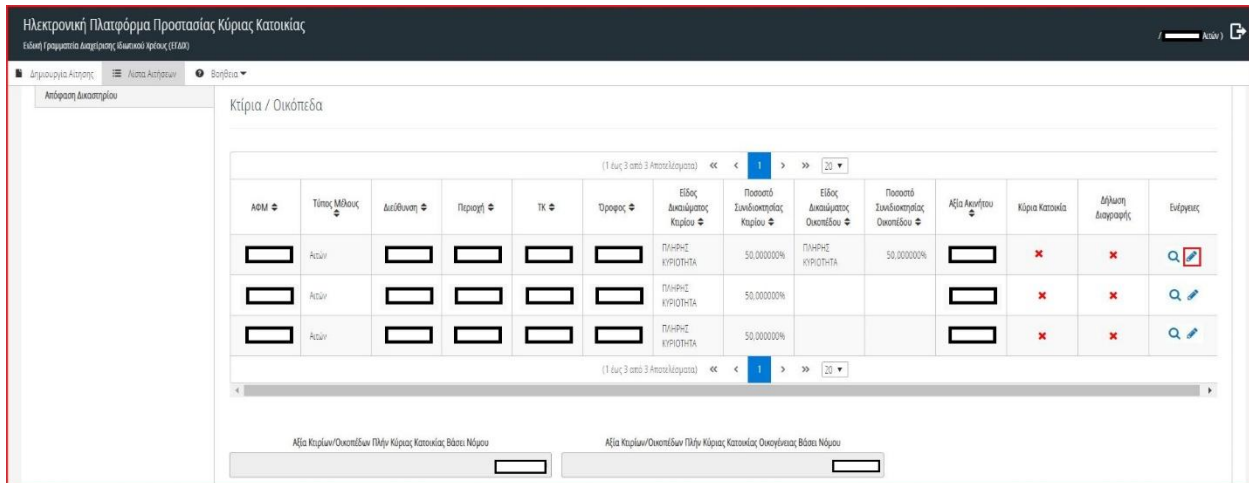 Ηλεκτρονική Πλατφόρμα Προστασίας Κύριας Κατοικίας
Ειδική Γραμματεία Διαχείρισης Ιδιωτικού Χρέους (ΕΓΔΙΧ)
/ Αιτών )
Δημιουργία Αίτησης Λίστα Αιτήσεων Βοήθεια
Απόφαση Δικαστηρίου
Κτίρια / Οικόπεδα
(1 έως 3 από 3 Αποτελέσματα) 1 20
ΑΦΜ Τύπος Μέλους Διεύθυνση Περιοχή ΤΚ Όροφος Είδος Δικαιώματος Κτιρίου Ποσοστό Συνιδιοκτησίας Κτιρίου Είδος Δικαιώματος Οικοπέδου Ποσοστό Συνιδιοκτησίας Οικοπέδου Αξία Ακινήτου Κύρια Κατοικία Δήλωση Διαγραφής Ενέργειες
Αιτών ΠΛΗΡΗΣ ΚΥΡΙΟΤΗΤΑ 50,000000% ΠΛΗΡΗΣ ΚΥΡΙΟΤΗΤΑ 50,000000%
Αιτών ΠΛΗΡΗΣ ΚΥΡΙΟΤΗΤΑ 50,000000%
Αιτών ΠΛΗΡΗΣ ΚΥΡΙΟΤΗΤΑ 50,000000%
(1 έως 3 από 3 Αποτελέσματα) 1 20
Αξία Κτιρίων/Οικοπέδων Πλήν Κύριας Κατοικίας Βάσει Νόμου Αξία Κτιρίων/Οικοπέδων Πλήν Κύριας Κατοικίας Οικογένειας Βάσει Νόμου